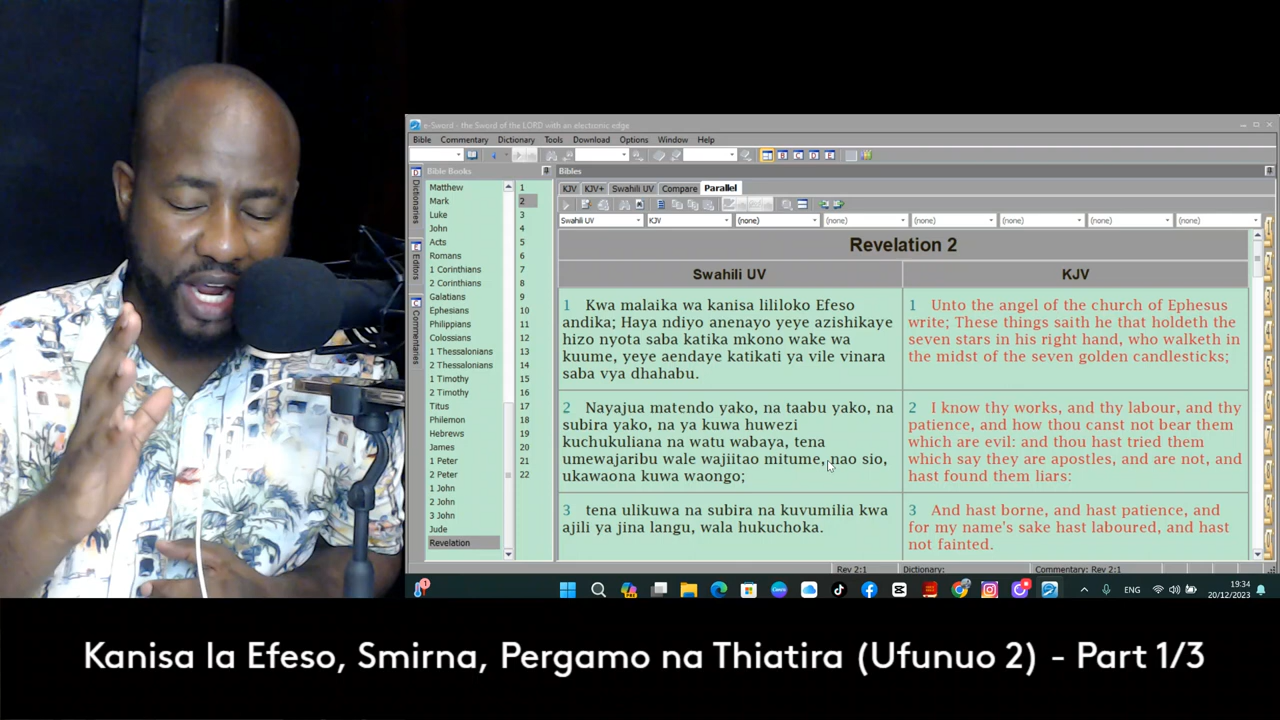 e-Sword - the Sword of the LORD with an electronic edge
Bible Commentary Dictionary Tools Download Options Window Help
Bible Books
Bibles
Dictionaries
Editors
Commentaries
KJV KJV+ Swahili UV Compare Parallel
Swahili UV KJV (none) (none) (none) (none) (none) (none)
Matthew
Mark
Luke
John
Acts
Romans
1 Corinthians
2 Corinthians
Galatians
Ephesians
Philippians
Colossians
1 Thessalonians
2 Thessalonians
1 Timothy
2 Timothy
Titus
Philemon
Hebrews
James
1 Peter
2 Peter
1 John
2 John
3 John
Jude
Revelation
1
2
3
4
5
6
7
8
9
10
11
12
13
14
15
16
17
18
19
20
21
22
Revelation 2
Swahili UV
1 Kwa malaika wa kanisa lililoko Efeso
andika; Haya ndiyo anenayo yeye azishikaye
hizo nyota saba katika mkono wake wa
kuume, yeye aendaye katikati ya vile vinara
saba vya dhahabu.
2 Nayajua matendo yako, na taabu yako, na
subira yako, na ya kuwa huwezi
kuchukuliana na watu wabaya, tena
umewajaribu wale wajiitao mitume, nao sio,
ukawaona kuwa waongo;
3 tena ulikuwa na subira na kuvumilia kwa
ajili ya jina langu, wala hukuchoka.
KJV
1 Unto the angel of the church of Ephesus
write; These things saith he that holdeth the
seven stars in his right hand, who walketh in
the midst of the seven golden candlesticks;
2 I know thy works, and thy labour, and thy
patience, and how thou canst not bear them
which are evil: and thou hast tried them
which say they are apostles, and are not, and
hast found them liars:
3 And hast borne, and hast patience, and
for my name's sake hast laboured, and hast
not fainted.
Rev 2:1 Dictionary: Commentary: Rev 2:1
1
ENG
19:34
20/12/2023
Kanisa la Efeso, Smirna, Pergamo na Thiatira (Ufunuo 2) - Part 1/3